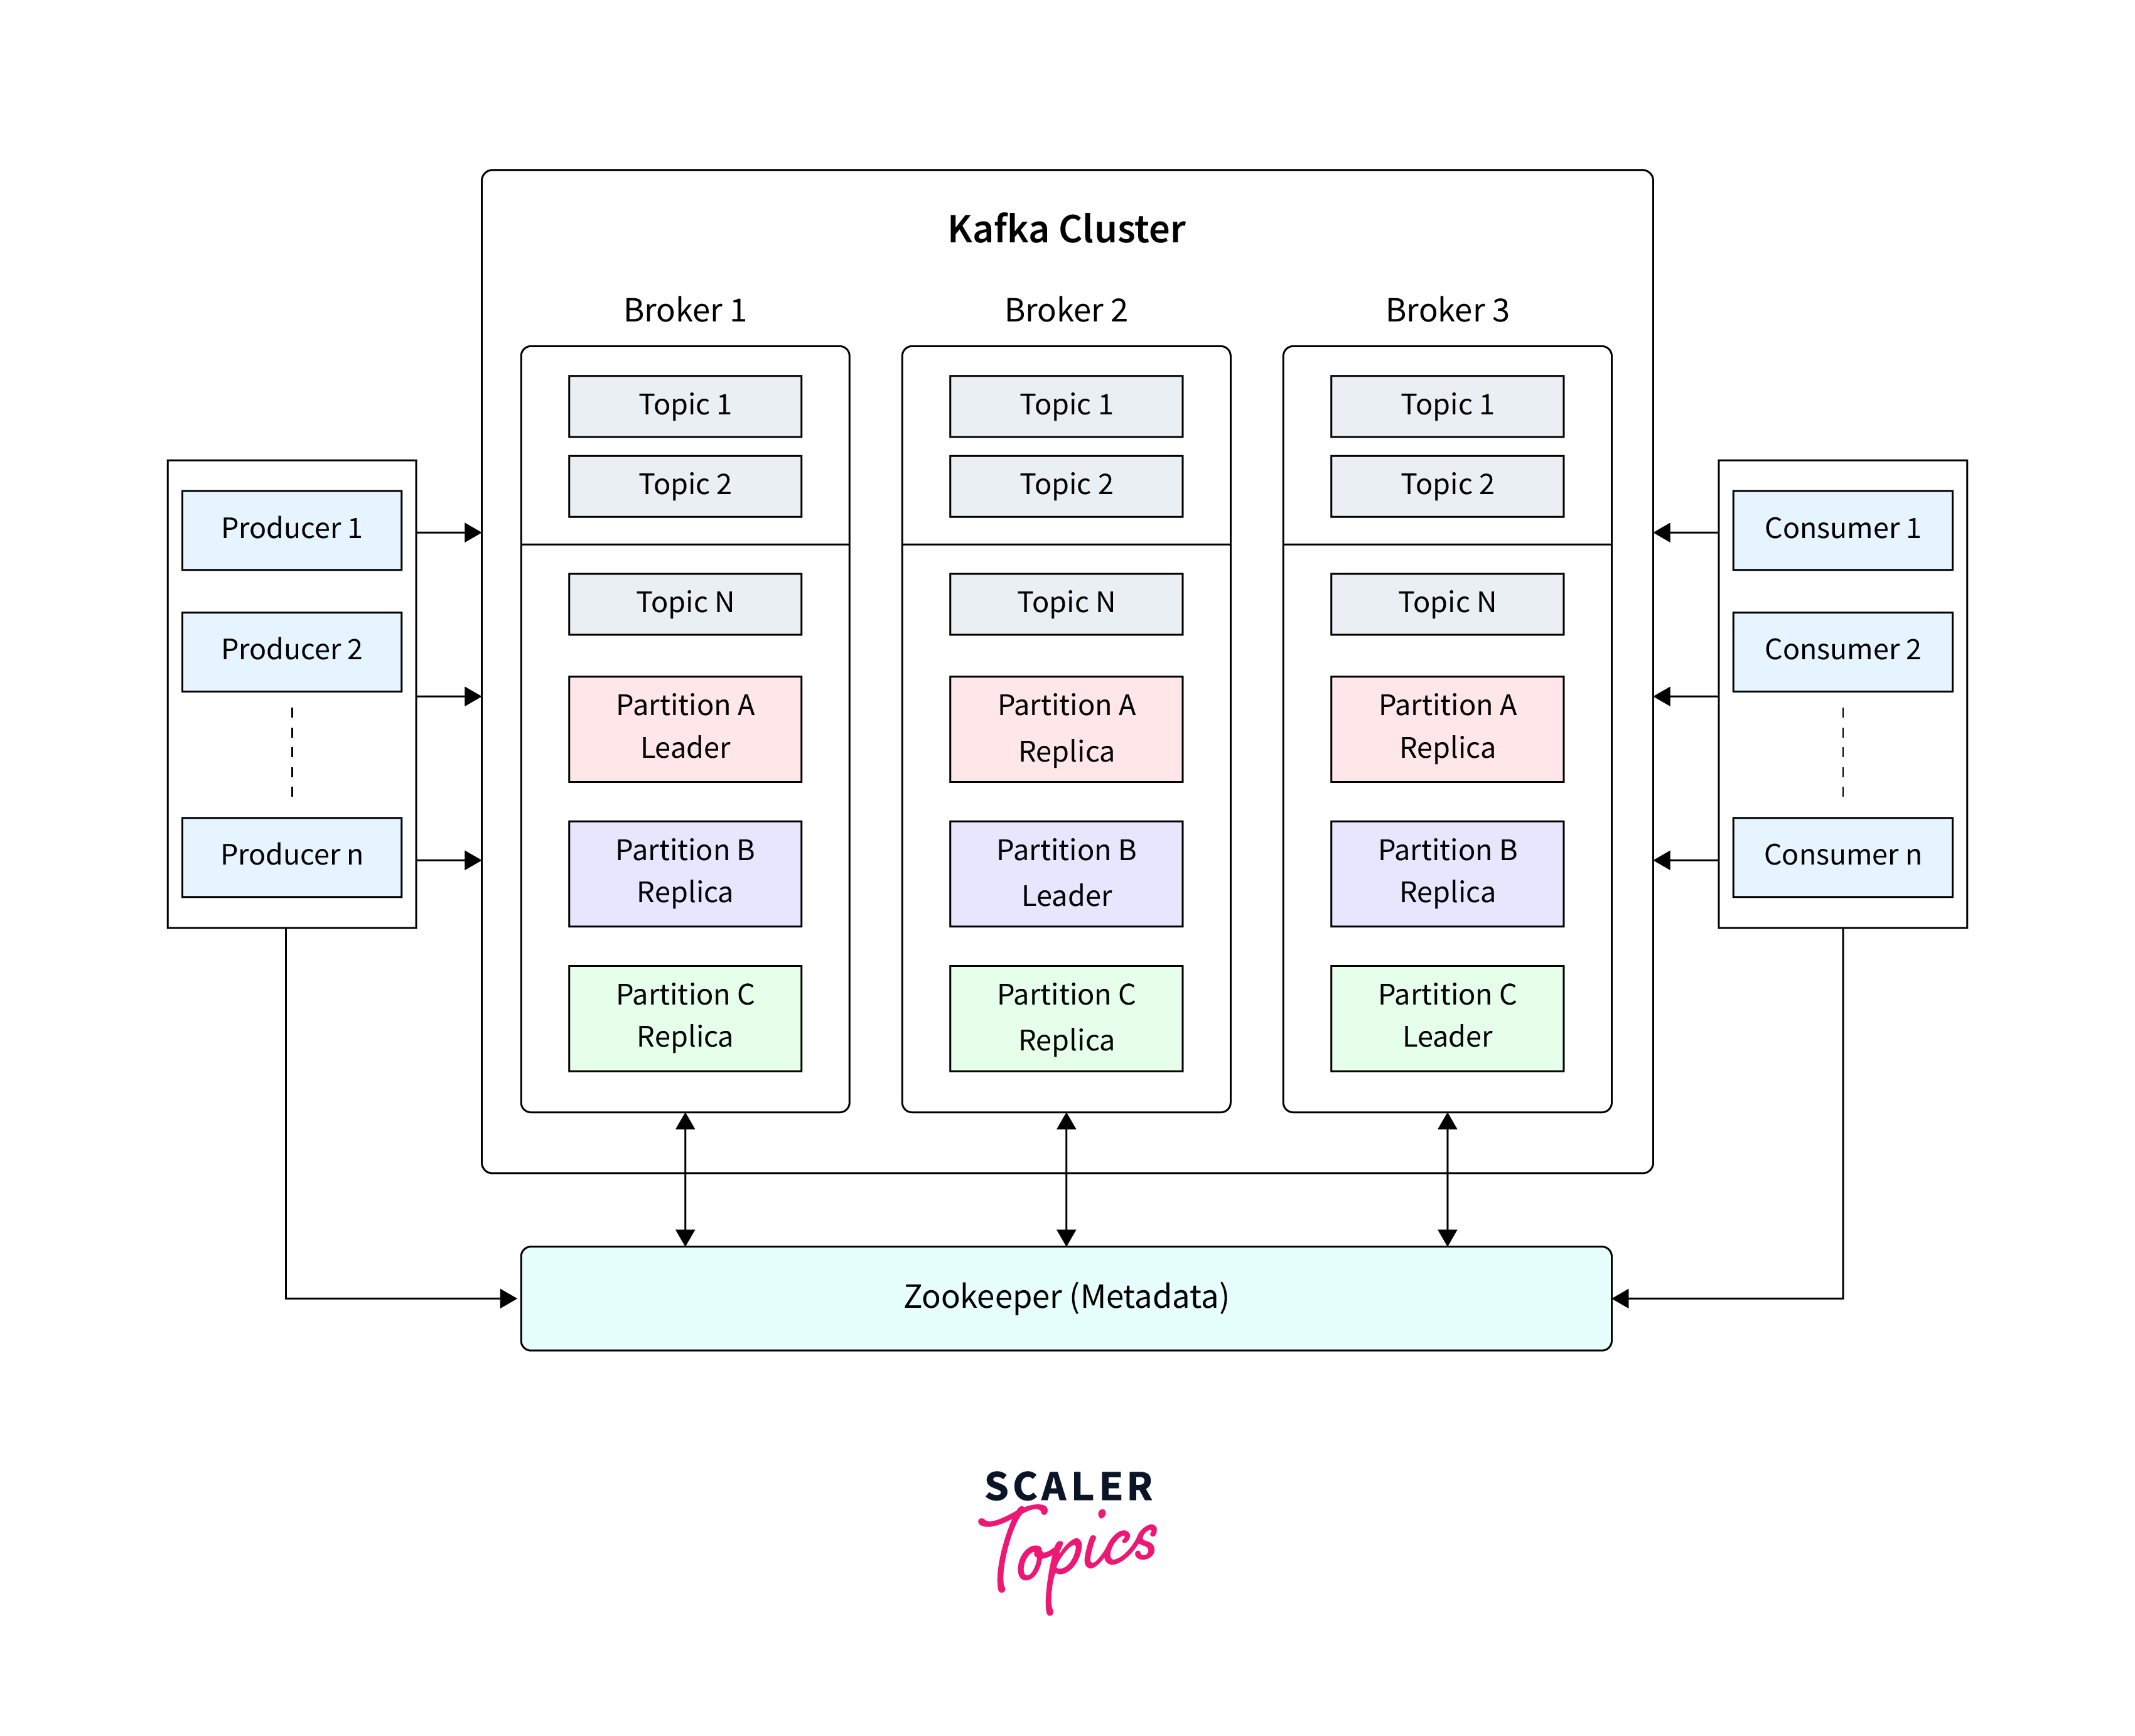 Kafka Cluster
Broker 1
Broker 2
Broker 3
Topic 1
Topic 2
Topic N
Partition A
Leader
Partition B
Replica
Partition C
Replica
Topic 1
Topic 2
Topic N
Partition A
Replica
Partition B
Leader
Partition C
Replica
Topic 1
Topic 2
Topic N
Partition A
Replica
Partition B
Replica
Partition C
Leader
Producer 1
Producer 2
Producer n
Consumer 1
Consumer 2
Consumer n
Zookeeper (Metadata)
SCALER
Topics